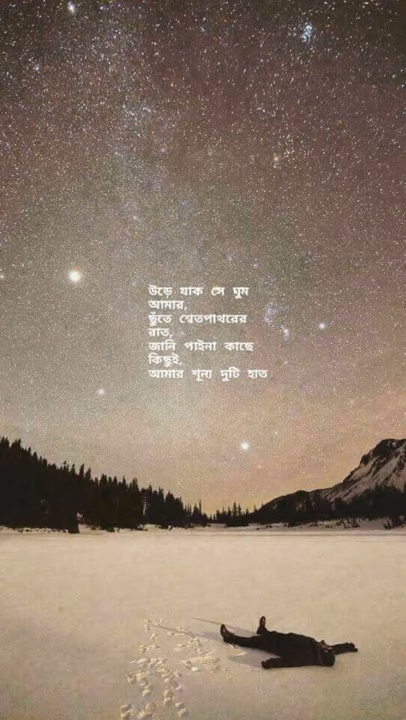 উড়ে যাক সে ঘুম
আমার,
ছুঁতে শ্বেতপাথরের
রাত,
জানি পাইনা কাছে
কিছুই,
আমার শূন্য দুটি হাত